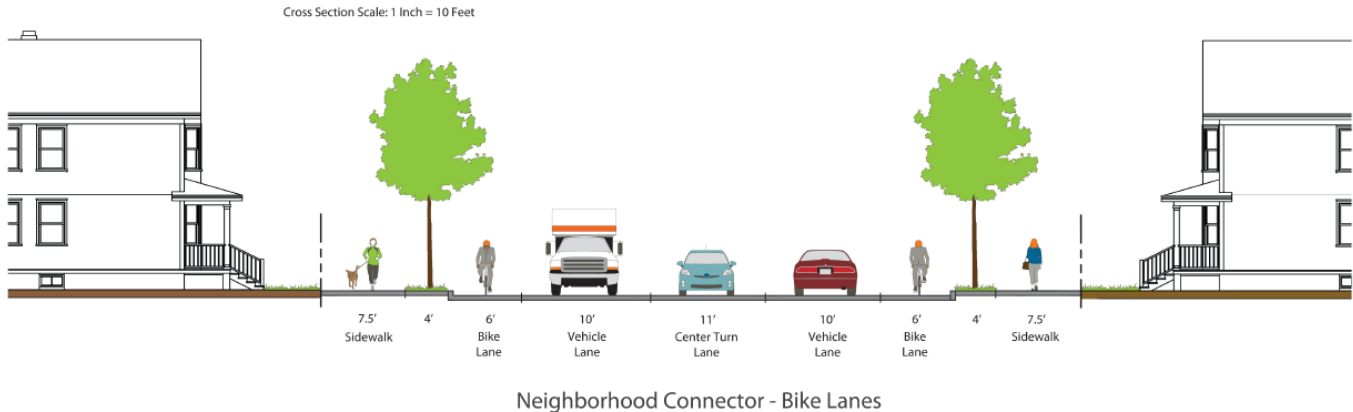 Cross Section Scale: 1 Inch = 10 Feet
7.5’ 4’ 6’ 10’ 11’ 10’ 6’ 4’ 7.5’
Sidewalk Bike Vehicle Center Turn Vehicle Bike Sidewalk
Lane Lane Lane Lane Lane
Neighborhood Connector - Bike Lanes